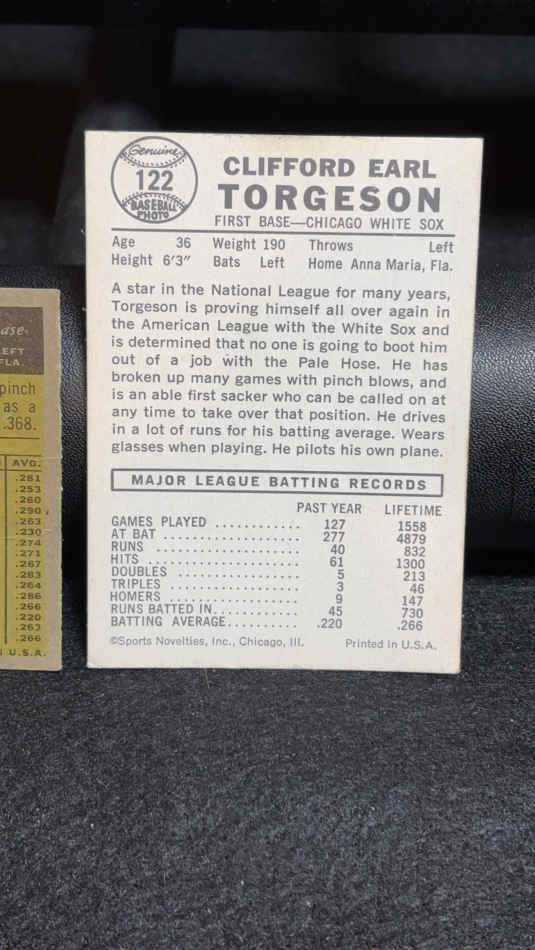 Genuine
122
BASEBALL
PHOTO
CLIFFORD EARL
TORGESON
FIRST BASE—CHICAGO WHITE SOX
Age 36 Weight 190 Throws Left
Height 6'3" Bats Left Home Anna Maria, Fla.
A star in the National League for many years,
Torgeson is proving himself all over again in
the American League with the White Sox and
is determined that no one is going to boot him
out of a job with the Pale Hose. He has
broken up many games with pinch blows, and
is an able first sacker who can be called on at
any time to take over that position. He drives
in a lot of runs for his batting average. Wears
glasses when playing. He pilots his own plane.
MAJOR LEAGUE BATTING RECORDS
PAST YEAR LIFETIME
GAMES PLAYED ............ 127 1558
AT BAT .................... 277 4879
RUNS ..................... 40 832
HITS ...................... 61 1300
DOUBLES ................. 5 213
TRIPLES .................. 3 46
HOMERS .................. 9 147
RUNS BATTED IN............ 45 730
BATTING AVERAGE.......... .220 .266
©Sports Novelties, Inc., Chicago, Ill. Printed in U.S.A.
ase-
EFT
FLA.
pinch
as a
.368.
AVG.
.261
.253
.260
.290
.263
.230
.274
.271
.267
.283
.264
.286
.266
.220
.263
.266
U.S.A.